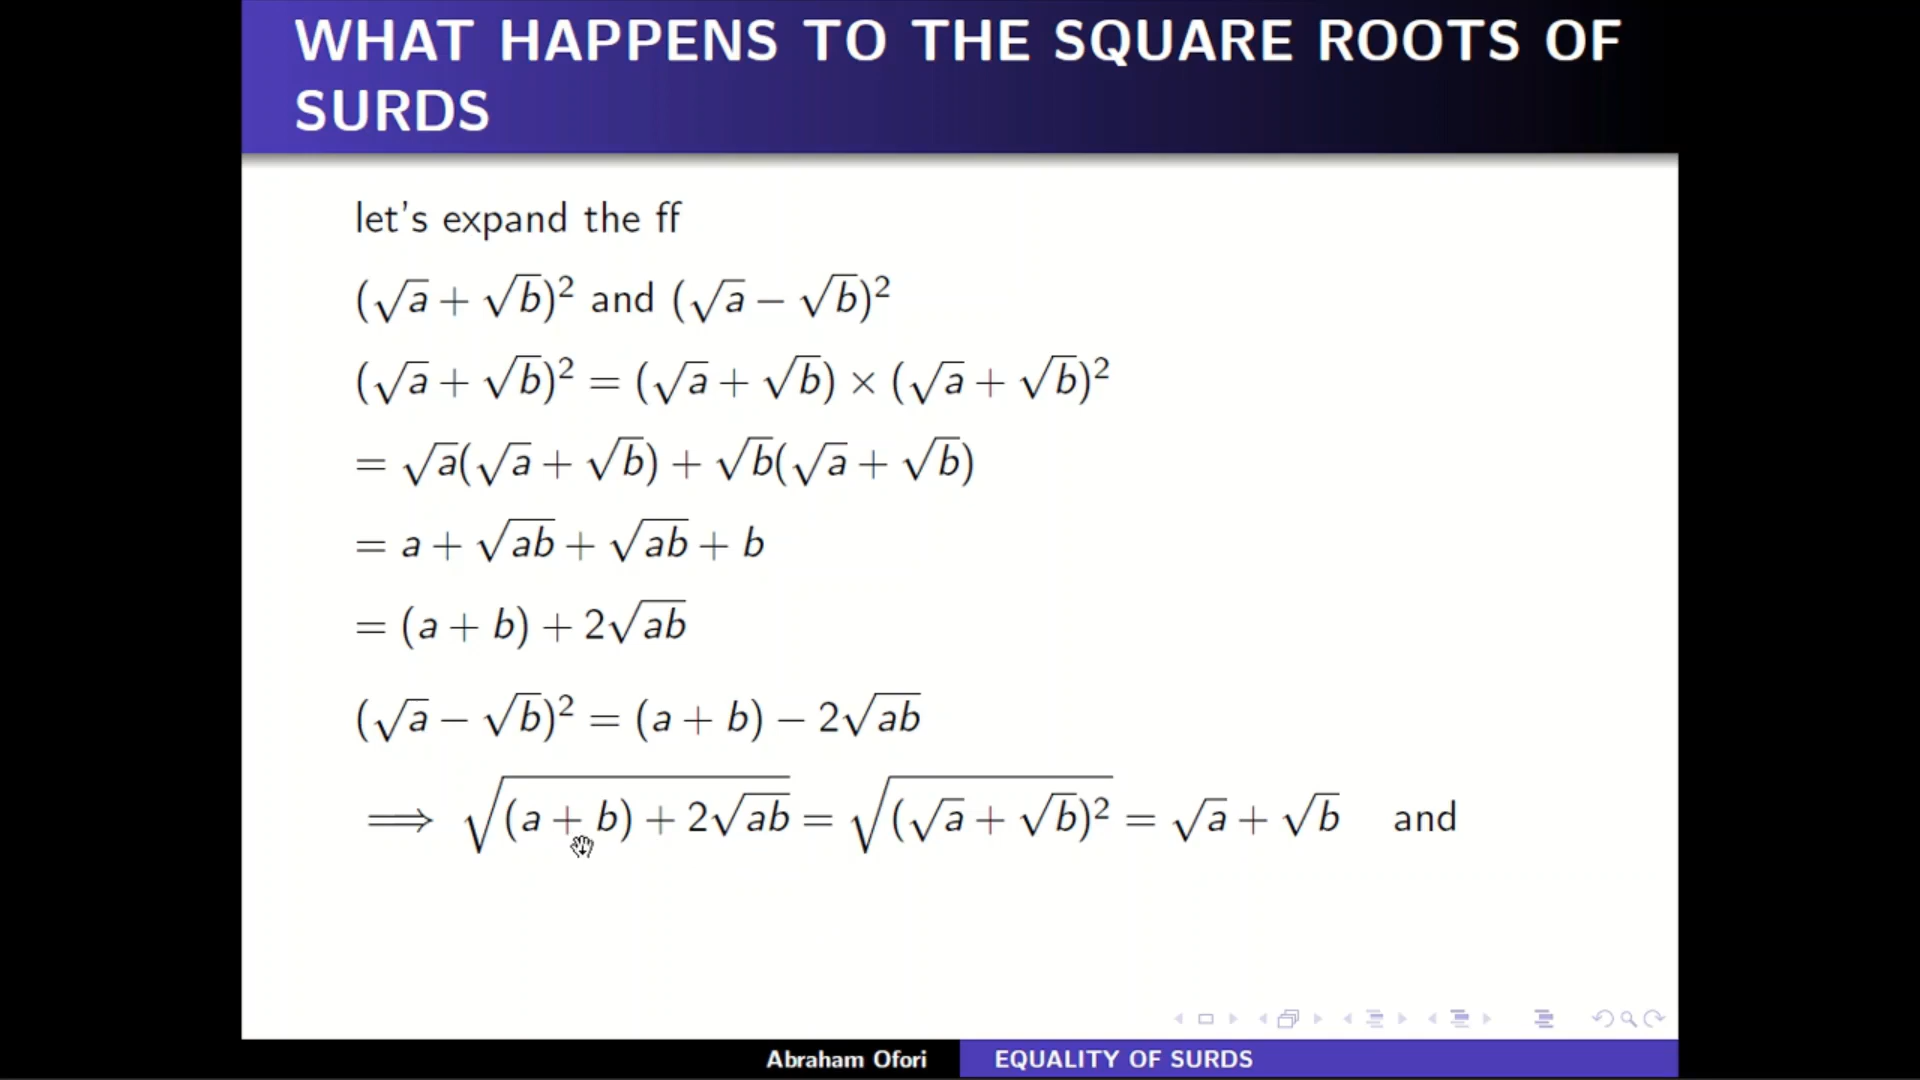 WHAT HAPPENS TO THE SQUARE ROOTS OF
SURDS
let's expand the ff
(√a + √b)² and (√a − √b)²
(√a + √b)² = (√a + √b) × (√a + √b)²
= √a(√a + √b) + √b(√a + √b)
= a + √ab + √ab + b
= (a + b) + 2√ab
(√a − √b)² = (a + b) − 2√ab
⟹ √((a + b) + 2√ab) = √((√a + √b)²) = √a + √b and
Abraham Ofori EQUALITY OF SURDS